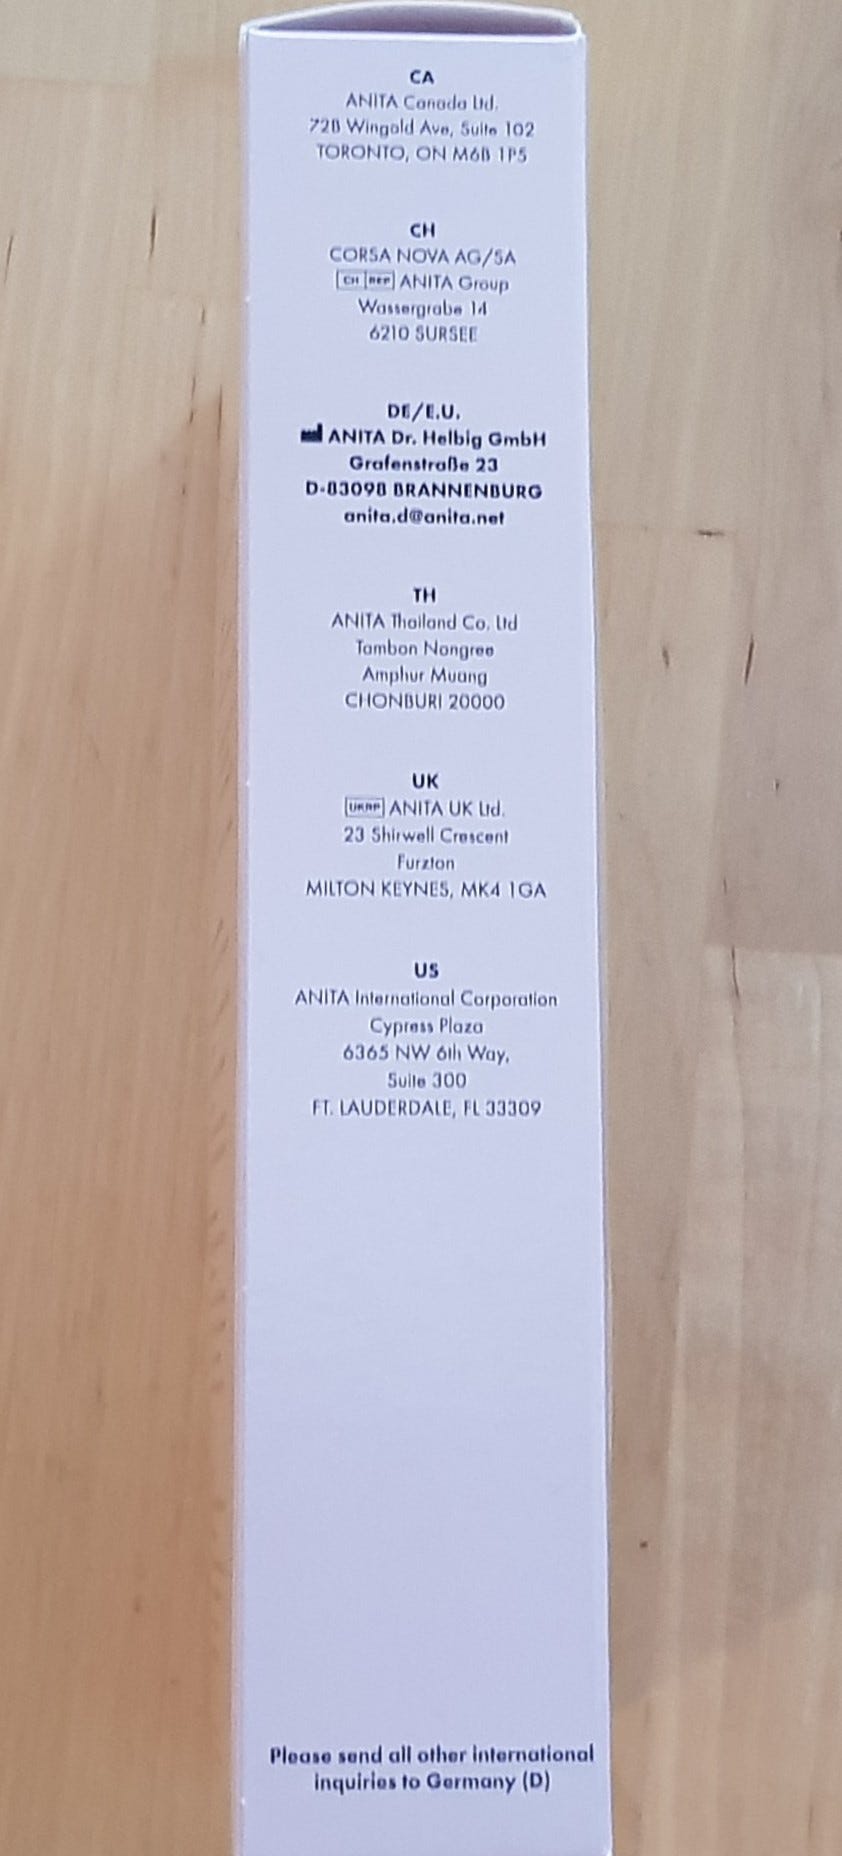 CA
ANITA Canada Ltd.
728 Wingold Ave, Suite 102
TORONTO, ON M6B 1P5
CH
CORSA NOVA AG/SA
CH REP ANITA Group
Wassergrabe 14
6210 SURSEE
DE/E.U.
ANITA Dr. Helbig GmbH
Grafenstraße 23
D-83098 BRANNENBURG
anita.d@anita.net
TH
ANITA Thailand Co. Ltd
Tambon Nongree
Amphur Muang
CHONBURI 20000
UK
UKRP ANITA UK Ltd.
23 Shirwell Crescent
Furzton
MILTON KEYNES, MK4 1GA
US
ANITA International Corporation
Cypress Plaza
6365 NW 6th Way,
Suite 300
FT. LAUDERDALE, FL 33309
Please send all other international
inquiries to Germany (D)